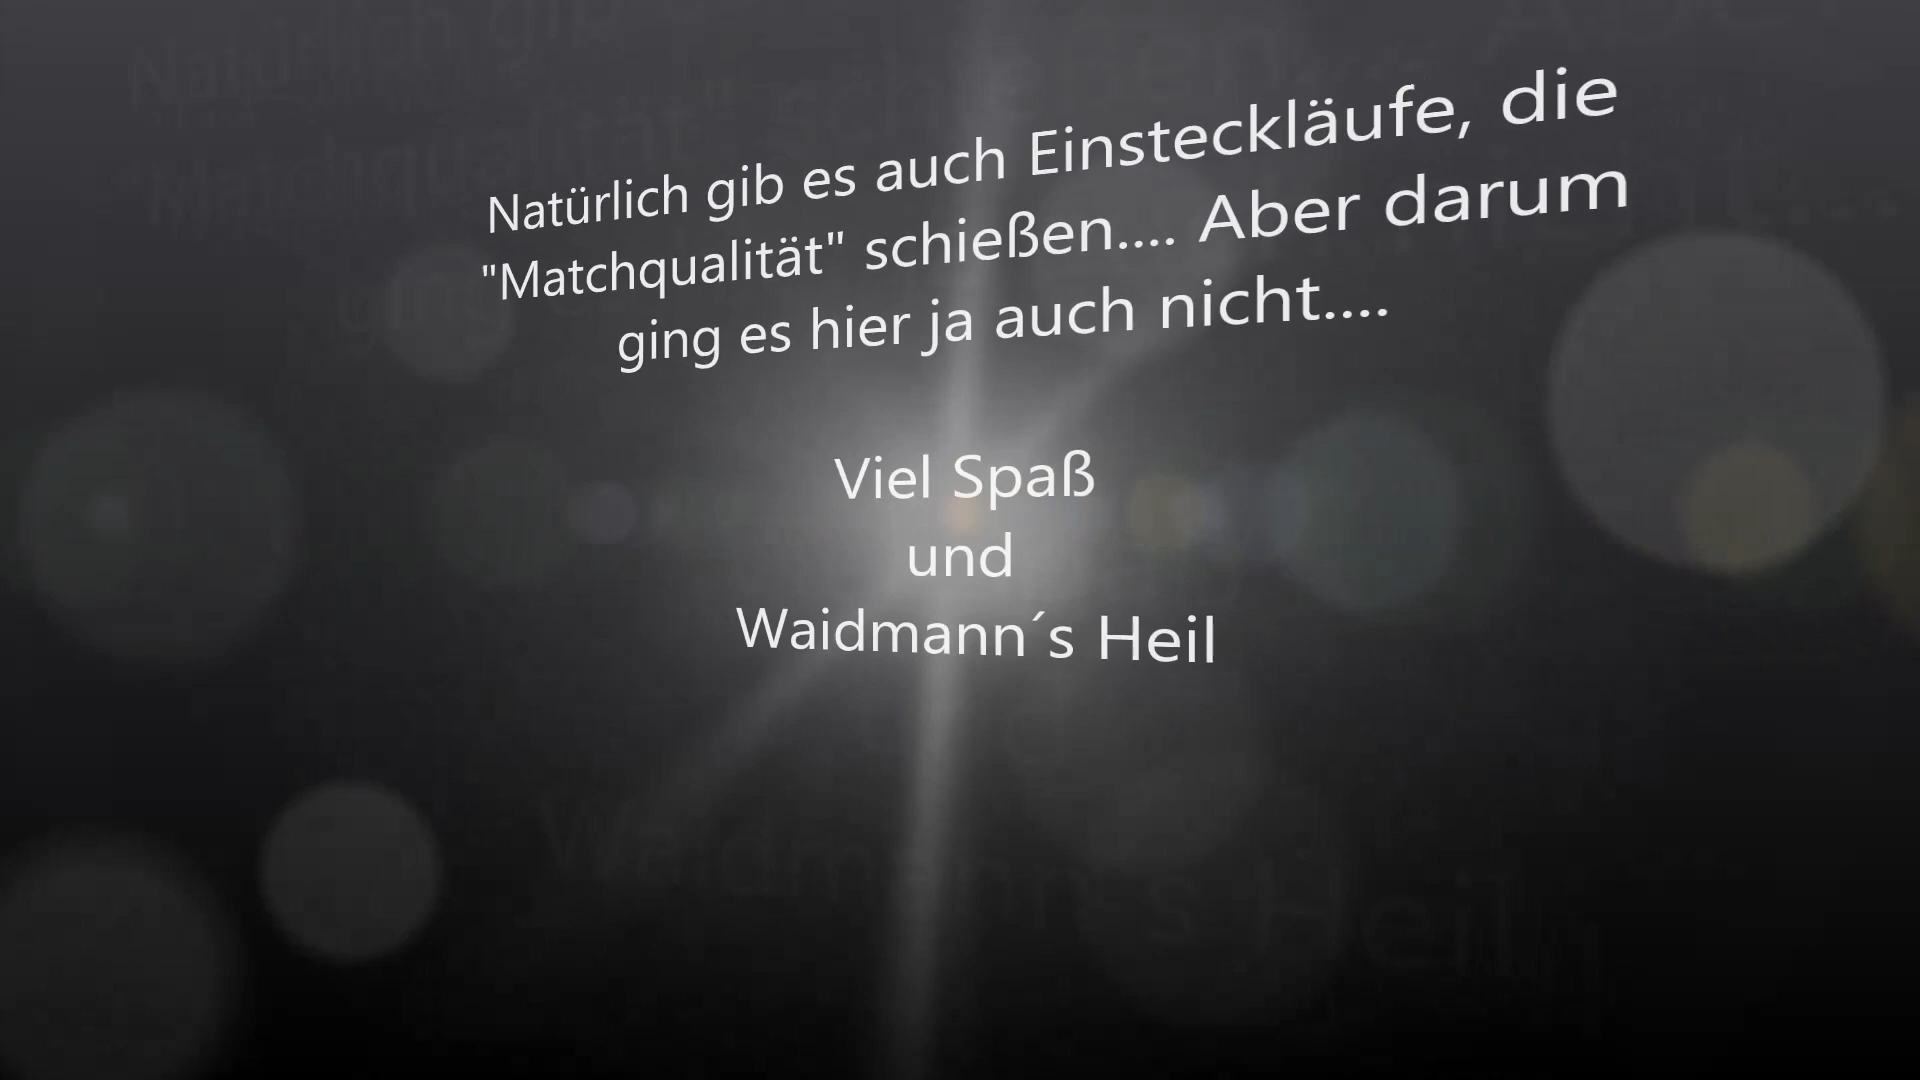 Natürlich gib es auch Einsteckläufe, die
"Matchqualität" schießen.... Aber darum
ging es hier ja auch nicht....
Viel Spaß
und
Waidmann´s Heil